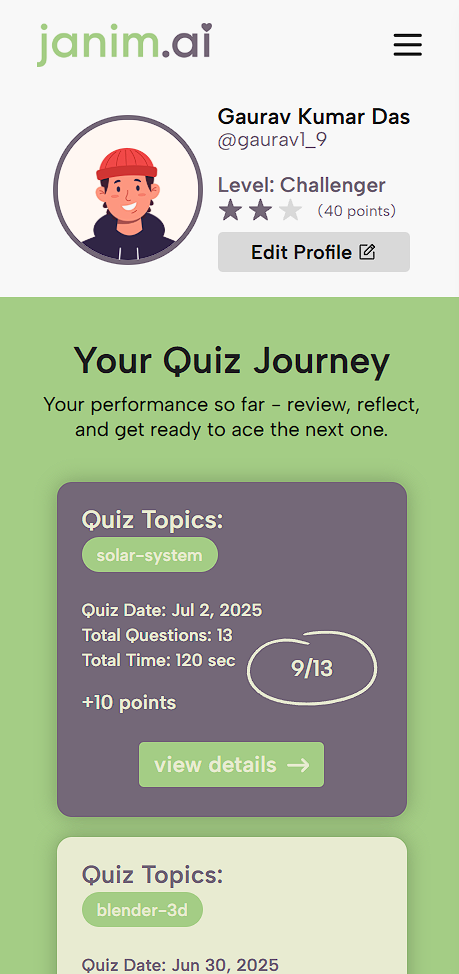 janim.ai
Gaurav Kumar Das
@gaurav1_9
Level: Challenger
(40 points)
Edit Profile
Your Quiz Journey
Your performance so far - review, reflect,
and get ready to ace the next one.
Quiz Topics:
solar-system
Quiz Date: Jul 2, 2025
Total Questions: 13
Total Time: 120 sec
9/13
+10 points
view details →
Quiz Topics:
blender-3d
Quiz Date: Jun 30, 2025